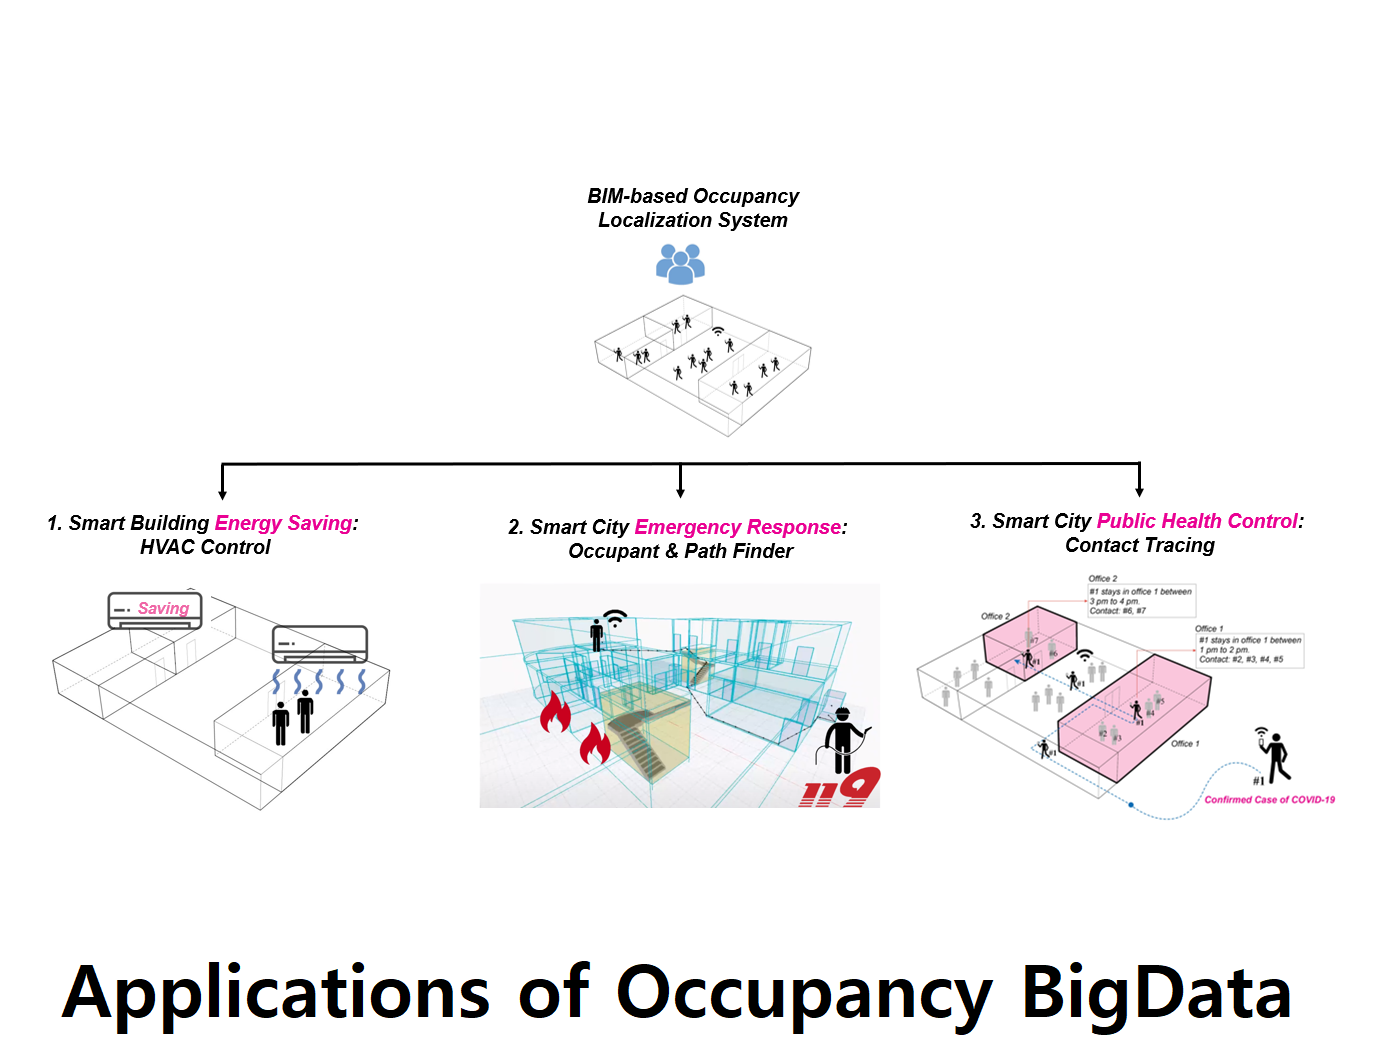 BIM-based Occupancy
Localization System
1. Smart Building Energy Saving:
HVAC Control
2. Smart City Emergency Response:
Occupant & Path Finder
3. Smart City Public Health Control:
Contact Tracing
Saving
119
Office 2
#1 stays in office 1 between
3 pm to 4 pm.
Contact: #6, #7
Office 2
Office 1
#1 stays in office 1 between
1 pm to 2 pm.
Contact: #2, #3, #4, #5
#7
#6
#1
#1
#5
#4
#1
#2
#3
#1
Office 1
#1
Confirmed Case of COVID-19
Applications of Occupancy BigData